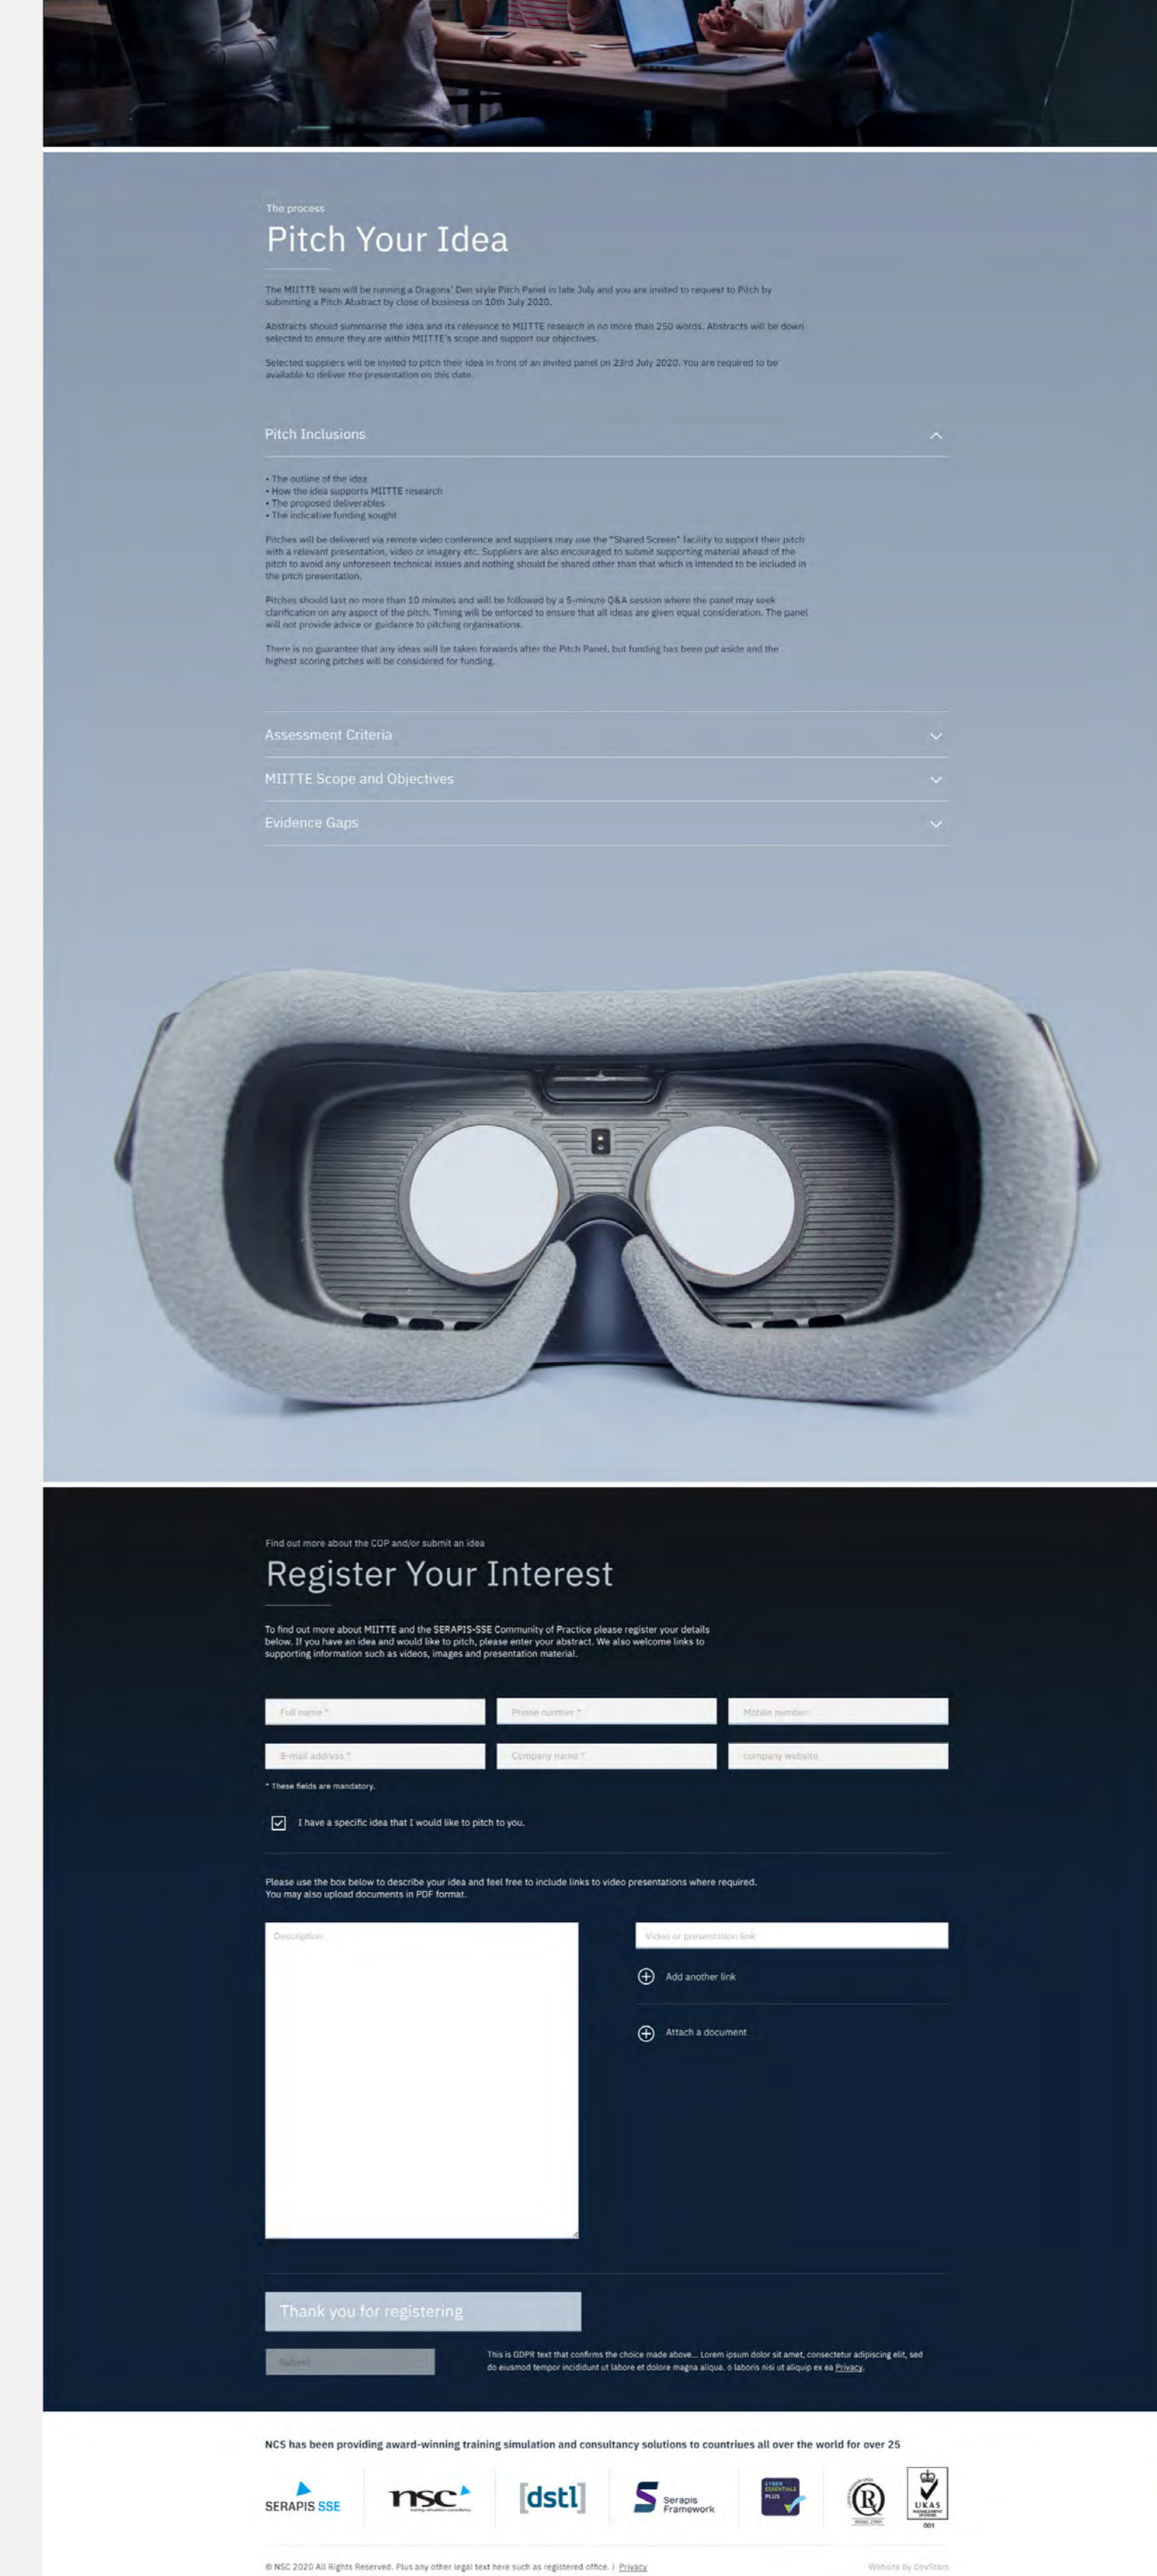 The process
Pitch Your Idea
The MIITTE team will be running a Dragons' Den style Pitch Panel in late July and you are invited to request to Pitch by
submitting a Pitch Abstract by close of business on 10th July 2020.
Abstracts should summarise the idea and its relevance to MIITTE research in no more than 250 words. Abstracts will be down
selected to ensure they are within MIITTE's scope and support our objectives.
Selected suppliers will be invited to pitch their idea in front of an invited panel on 23rd July 2020. You are required to be
available to deliver the presentation on this date.
Pitch Inclusions
• The outline of the idea
• How the idea supports MIITTE research
• The proposed deliverables
• The indicative funding sought
Pitches will be delivered via remote video conference and suppliers may use the "Shared Screen" facility to support their pitch
with a relevant presentation, video or imagery etc. Suppliers are also encouraged to submit supporting material ahead of the
pitch to avoid any unforeseen technical issues and nothing should be shared other than that which is intended to be included in
the pitch presentation.
Pitches should last no more than 10 minutes and will be followed by a 5-minute Q&A session where the panel may seek
clarification on any aspect of the pitch. Timing will be enforced to ensure that all ideas are given equal consideration. The panel
will not provide advice or guidance to pitching organisations.
There is no guarantee that any ideas will be taken forwards after the Pitch Panel, but funding has been put aside and the
highest scoring pitches will be considered for funding.
Assessment Criteria
MIITTE Scope and Objectives
Evidence Gaps
Find out more about the COP and/or submit an idea
Register Your Interest
To find out more about MIITTE and the SERAPIS-SSE Community of Practice please register your details
below. If you have an idea and would like to pitch, please enter your abstract. We also welcome links to
supporting information such as videos, images and presentation material.
Full name * Phone number * Mobile number
E-mail address * Company name * company website
* These fields are mandatory.
I have a specific idea that I would like to pitch to you.
Please use the box below to describe your idea and feel free to include links to video presentations where required.
You may also upload documents in PDF format.
Description
Video or presentation link
Add another link
Attach a document
Thank you for registering
Submit
This is GDPR text that confirms the choice made above... Lorem ipsum dolor sit amet, consectetur adipiscing elit, sed
do eiusmod tempor incididunt ut labore et dolore magna aliqua. o laboris nisi ut aliquip ex ea Privacy.
NCS has been providing award-winning training simulation and consultancy solutions to countriues all over the world for over 25
SERAPIS SSE
nsc
training·simulation·consultancy
[dstl]
Serapis
Framework
CYBER
ESSENTIALS
PLUS
R
UKAS
MANAGEMENT
SYSTEMS
001
© NSC 2020 All Rights Reserved. Plus any other legal text here such as registered office. | Privacy
Website by DevStars